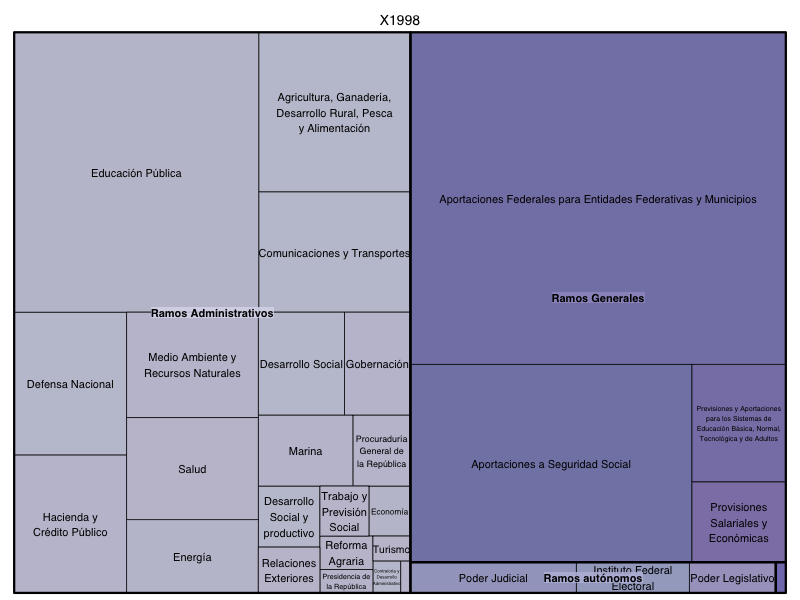 X1998
Educación Pública
Agricultura, Ganadería,
Desarrollo Rural, Pesca
y Alimentación
Comunicaciones y Transportes
Ramos Administrativos
Defensa Nacional
Medio Ambiente y
Recursos Naturales
Desarrollo Social
Gobernación
Hacienda y
Crédito Público
Salud
Energía
Marina
Procuraduría
General de
la República
Desarrollo
Social y
productivo
Trabajo y
Previsión
Social
Economía
Relaciones
Exteriores
Reforma
Agraria
Turismo
Presidencia de
la República
Contraloría y
Desarrollo
Administrativo
Aportaciones Federales para Entidades Federativas y Municipios
Ramos Generales
Aportaciones a Seguridad Social
Previsiones y Aportaciones
para los Sistemas de
Educación Básica, Normal,
Tecnológica y de Adultos
Provisiones
Salariales y
Económicas
Poder Judicial
Ramos autónomos
Instituto Federal
Electoral
Poder Legislativo